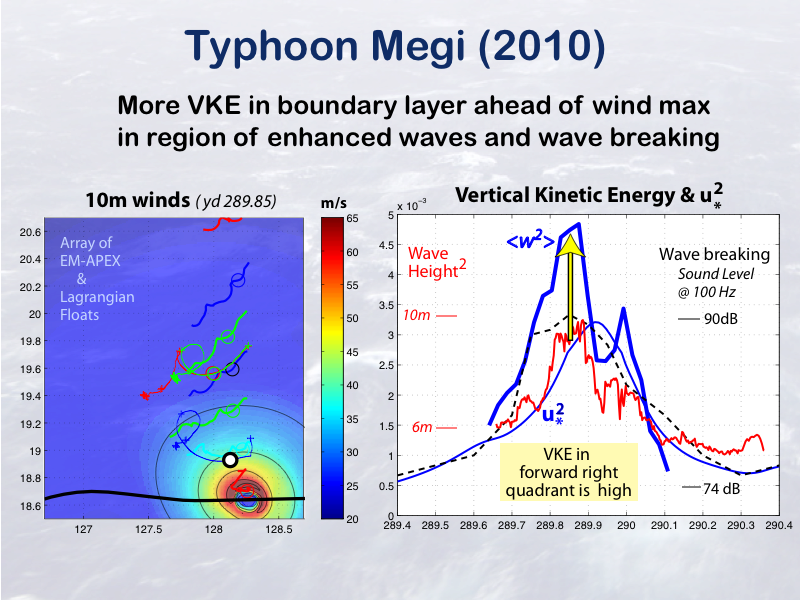 Typhoon Megi (2010)
More VKE in boundary layer ahead of wind max
in region of enhanced waves and wave breaking
10m winds ( yd 289.85)
m/s
Array of
EM-APEX
&
Lagrangian
Floats
20.6
20.4
20.2
20
19.8
19.6
19.4
19.2
19
18.8
18.6
127
127.5
128
128.5
65
60
55
50
45
40
35
30
25
20
Vertical Kinetic Energy & u*²
x 10⁻³
5
4.5
4
3.5
3
2.5
2
1.5
1
0.5
0
Wave
Height²
10m
6m
<w²>
u*²
Wave breaking
Sound Level
@ 100 Hz
90dB
74 dB
VKE in
forward right
quadrant is high
289.4
289.5
289.6
289.7
289.8
289.9
290
290.1
290.2
290.3
290.4